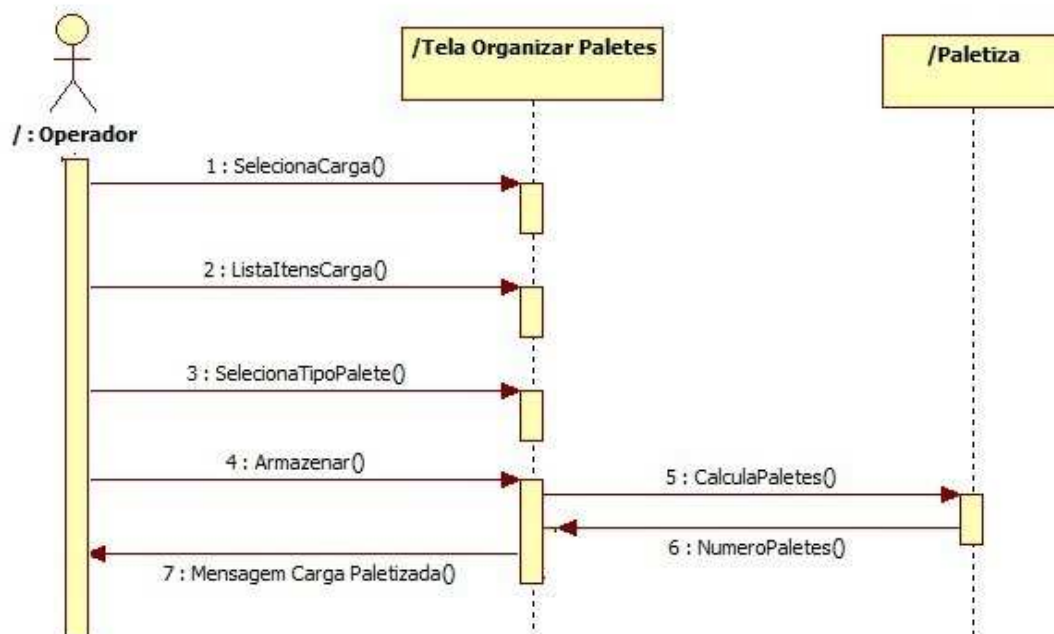 /Tela Organizar Paletes
/Paletiza
/ : Operador
1 : SelecionaCarga()
2 : ListaItensCarga()
3 : SelecionaTipoPalete()
4 : Armazenar()
5 : CalculaPaletes()
6 : NumeroPaletes()
7 : Mensagem Carga Paletizada()